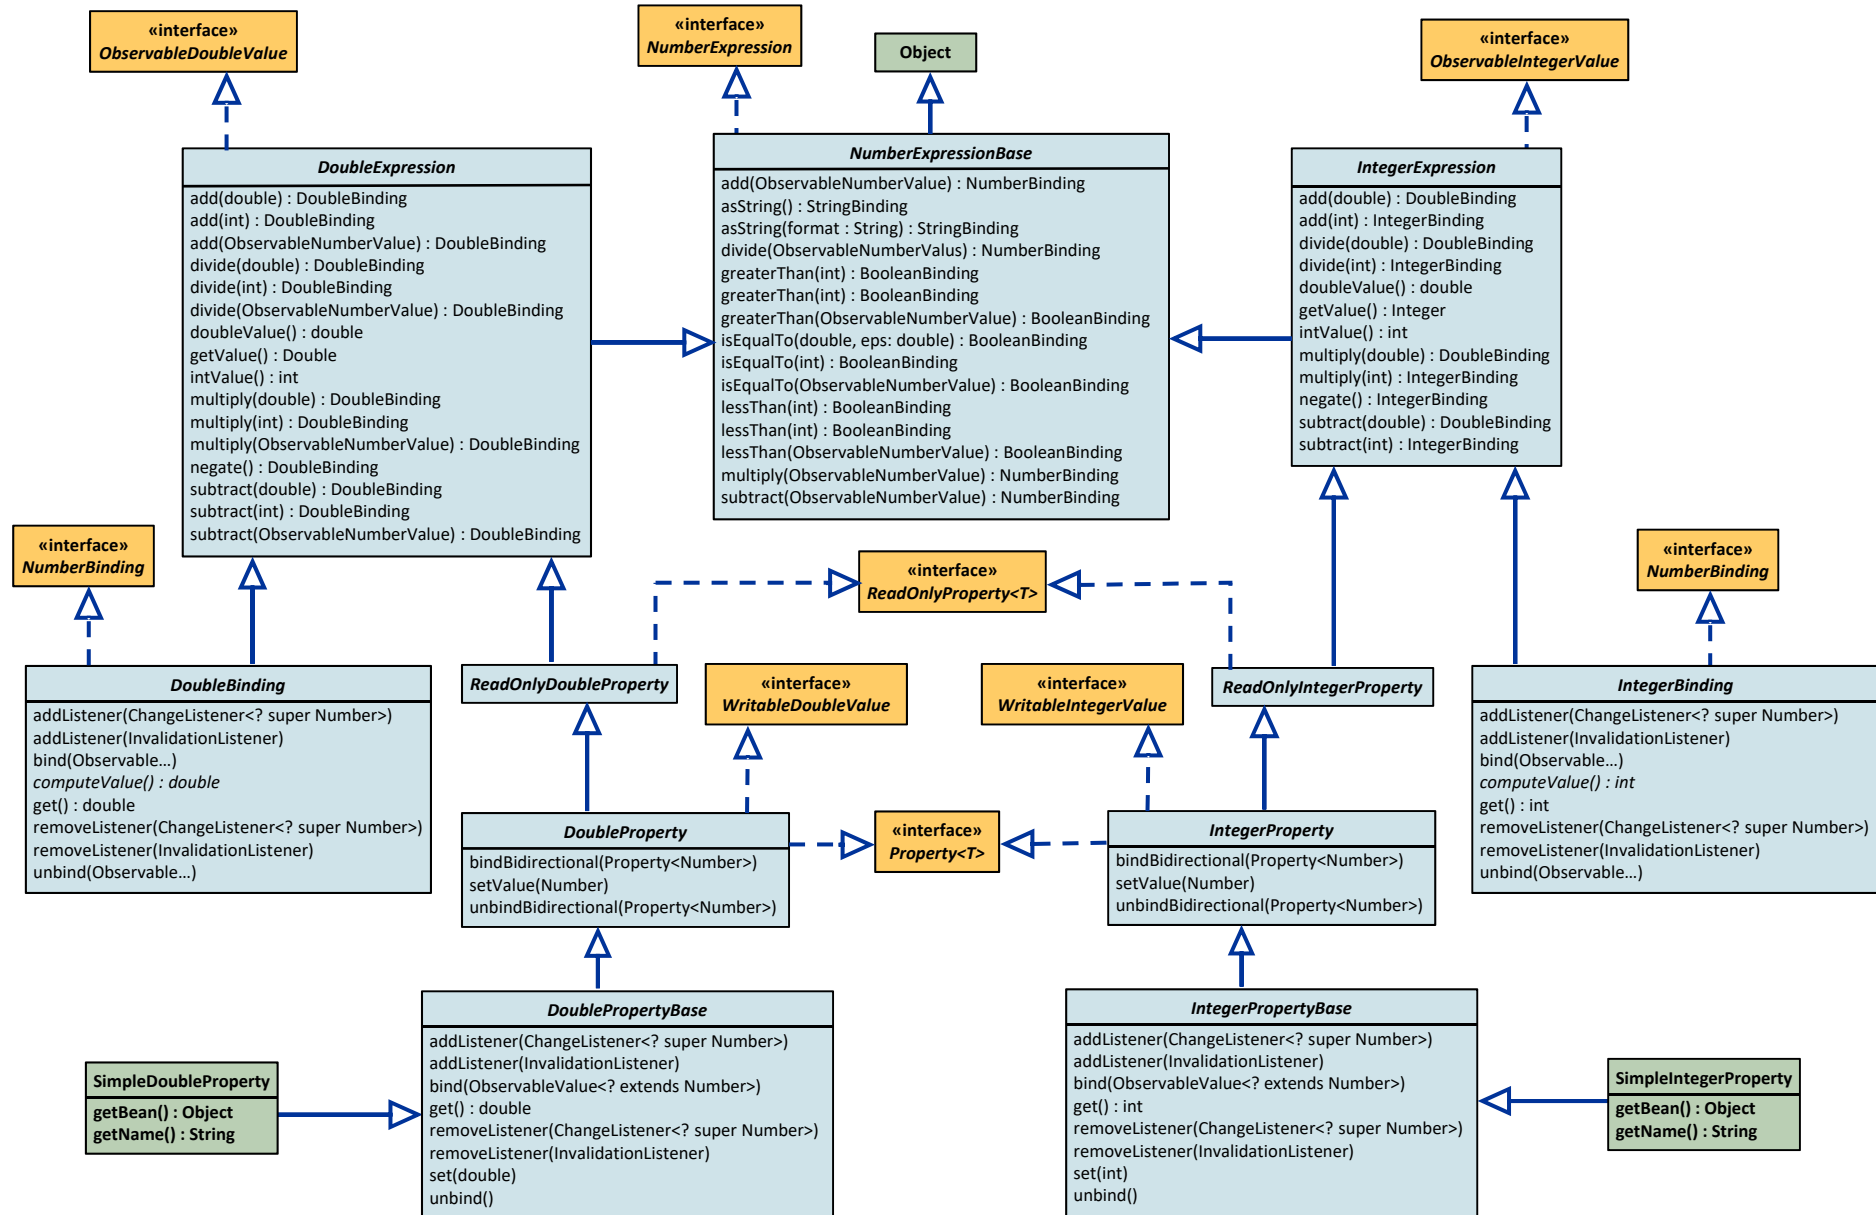 «interface»
ObservableDoubleValue
«interface»
NumberExpression
Object
«interface»
ObservableIntegerValue
DoubleExpression
add(double) : DoubleBinding
add(int) : DoubleBinding
add(ObservableNumberValue) : DoubleBinding
divide(double) : DoubleBinding
divide(int) : DoubleBinding
divide(ObservableNumberValue) : DoubleBinding
doubleValue() : double
getValue() : Double
intValue() : int
multiply(double) : DoubleBinding
multiply(int) : DoubleBinding
multiply(ObservableNumberValue) : DoubleBinding
negate() : DoubleBinding
subtract(double) : DoubleBinding
subtract(int) : DoubleBinding
subtract(ObservableNumberValue) : DoubleBinding
NumberExpressionBase
add(ObservableNumberValue) : NumberBinding
asString() : StringBinding
asString(format : String) : StringBinding
divide(ObservableNumberValus) : NumberBinding
greaterThan(int) : BooleanBinding
greaterThan(int) : BooleanBinding
greaterThan(ObservableNumberValue) : BooleanBinding
isEqualTo(double, eps: double) : BooleanBinding
isEqualTo(int) : BooleanBinding
isEqualTo(ObservableNumberValue) : BooleanBinding
lessThan(int) : BooleanBinding
lessThan(int) : BooleanBinding
lessThan(ObservableNumberValue) : BooleanBinding
multiply(ObservableNumberValue) : NumberBinding
subtract(ObservableNumberValue) : NumberBinding
IntegerExpression
add(double) : DoubleBinding
add(int) : IntegerBinding
divide(double) : DoubleBinding
divide(int) : IntegerBinding
doubleValue() : double
getValue() : Integer
intValue() : int
multiply(double) : DoubleBinding
multiply(int) : IntegerBinding
negate() : IntegerBinding
subtract(double) : DoubleBinding
subtract(int) : IntegerBinding
«interface»
NumberBinding
«interface»
ReadOnlyProperty<T>
«interface»
NumberBinding
DoubleBinding
addListener(ChangeListener<? super Number>)
addListener(InvalidationListener)
bind(Observable...)
computeValue() : double
get() : double
removeListener(ChangeListener<? super Number>)
removeListener(InvalidationListener)
unbind(Observable...)
ReadOnlyDoubleProperty
«interface»
WritableDoubleValue
«interface»
WritableIntegerValue
ReadOnlyIntegerProperty
IntegerBinding
addListener(ChangeListener<? super Number>)
addListener(InvalidationListener)
bind(Observable...)
computeValue() : int
get() : int
removeListener(ChangeListener<? super Number>)
removeListener(InvalidationListener)
unbind(Observable...)
DoubleProperty
bindBidirectional(Property<Number>)
setValue(Number)
unbindBidirectional(Property<Number>)
«interface»
Property<T>
IntegerProperty
bindBidirectional(Property<Number>)
setValue(Number)
unbindBidirectional(Property<Number>)
SimpleDoubleProperty
getBean() : Object
getName() : String
DoublePropertyBase
addListener(ChangeListener<? super Number>)
addListener(InvalidationListener)
bind(ObservableValue<? extends Number>)
get() : double
removeListener(ChangeListener<? super Number>)
removeListener(InvalidationListener)
set(double)
unbind()
IntegerPropertyBase
addListener(ChangeListener<? super Number>)
addListener(InvalidationListener)
bind(ObservableValue<? extends Number>)
get() : int
removeListener(ChangeListener<? super Number>)
removeListener(InvalidationListener)
set(int)
unbind()
SimpleIntegerProperty
getBean() : Object
getName() : String